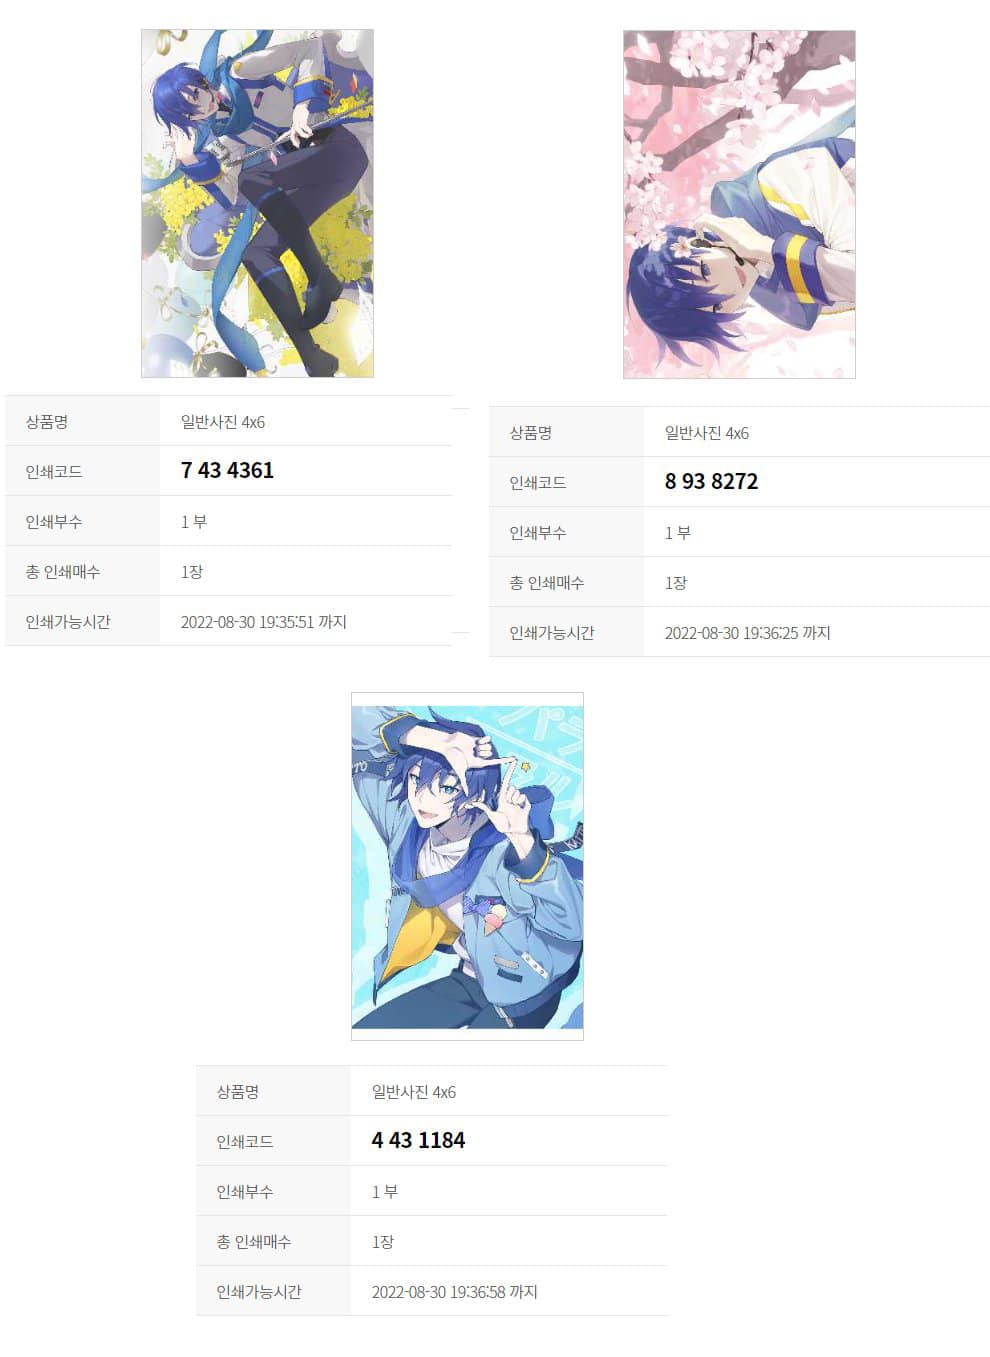 상품명 일반사진 4x6
인쇄코드 7 43 4361
인쇄부수 1 부
총 인쇄매수 1장
인쇄가능시간 2022-08-30 19:35:51 까지
상품명 일반사진 4x6
인쇄코드 8 93 8272
인쇄부수 1 부
총 인쇄매수 1장
인쇄가능시간 2022-08-30 19:36:25 까지
상품명 일반사진 4x6
인쇄코드 4 43 1184
인쇄부수 1 부
총 인쇄매수 1장
인쇄가능시간 2022-08-30 19:36:58 까지